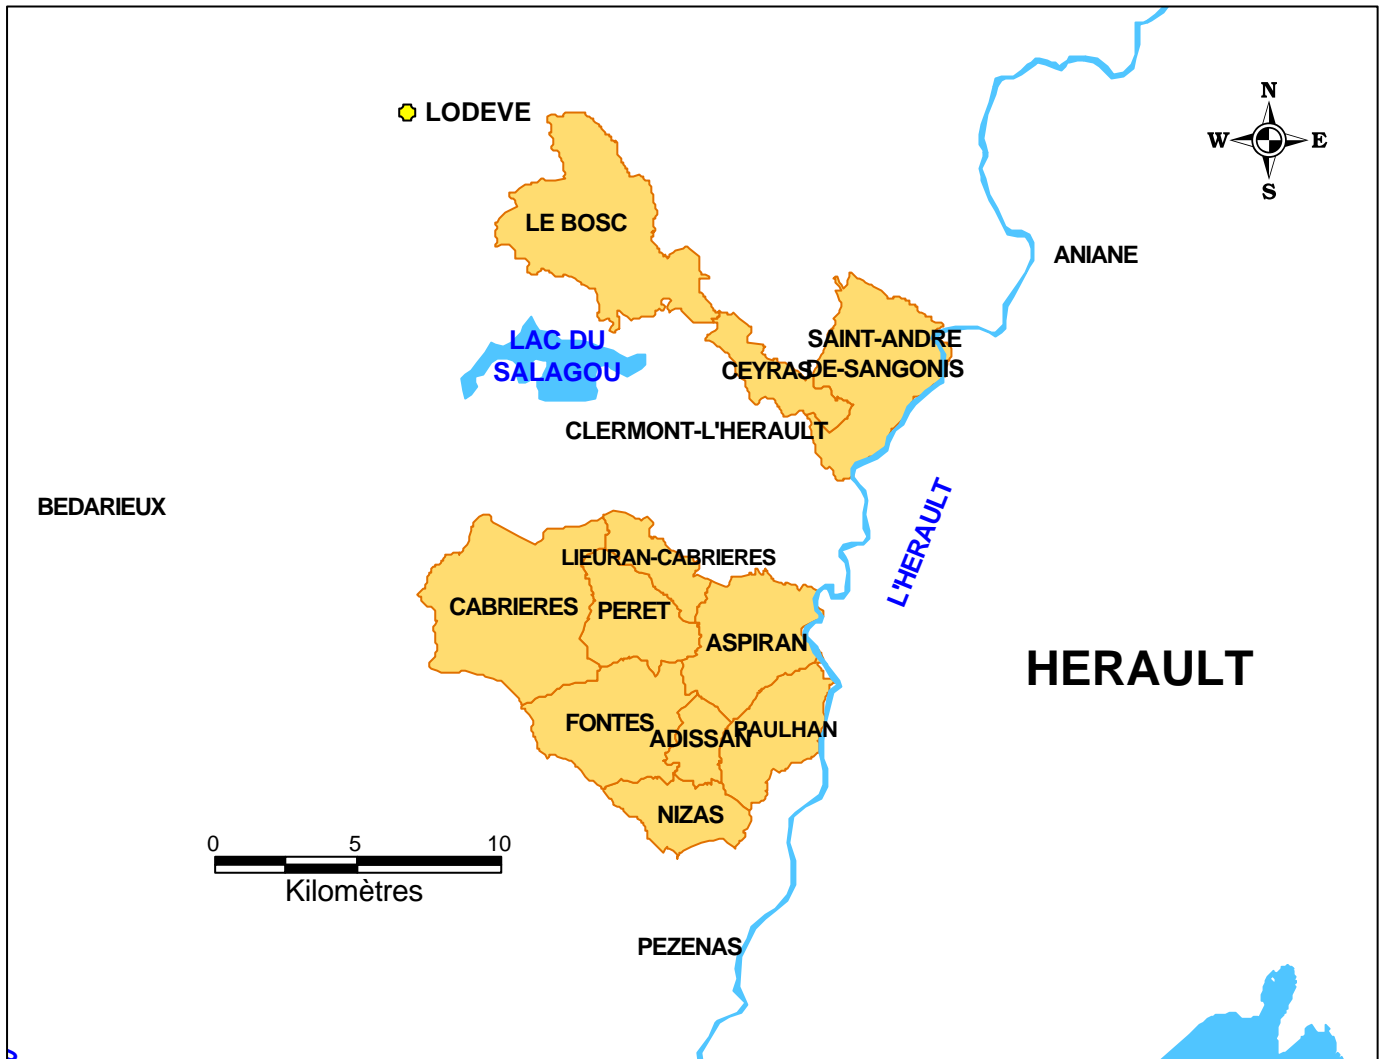 N
LODEVE
W E
S
LE BOSC
ANIANE
LAC DU
SALAGOU
SAINT-ANDRE
DE-SANGONIS
CEYRAS
CLERMONT-L'HERAULT
BEDARIEUX
L'HERAULT
LIEURAN-CABRIERES
CABRIERES
PERET
ASPIRAN
HERAULT
FONTES
ADISSAN
PAULHAN
NIZAS
0 5 10
Kilomètres
PEZENAS